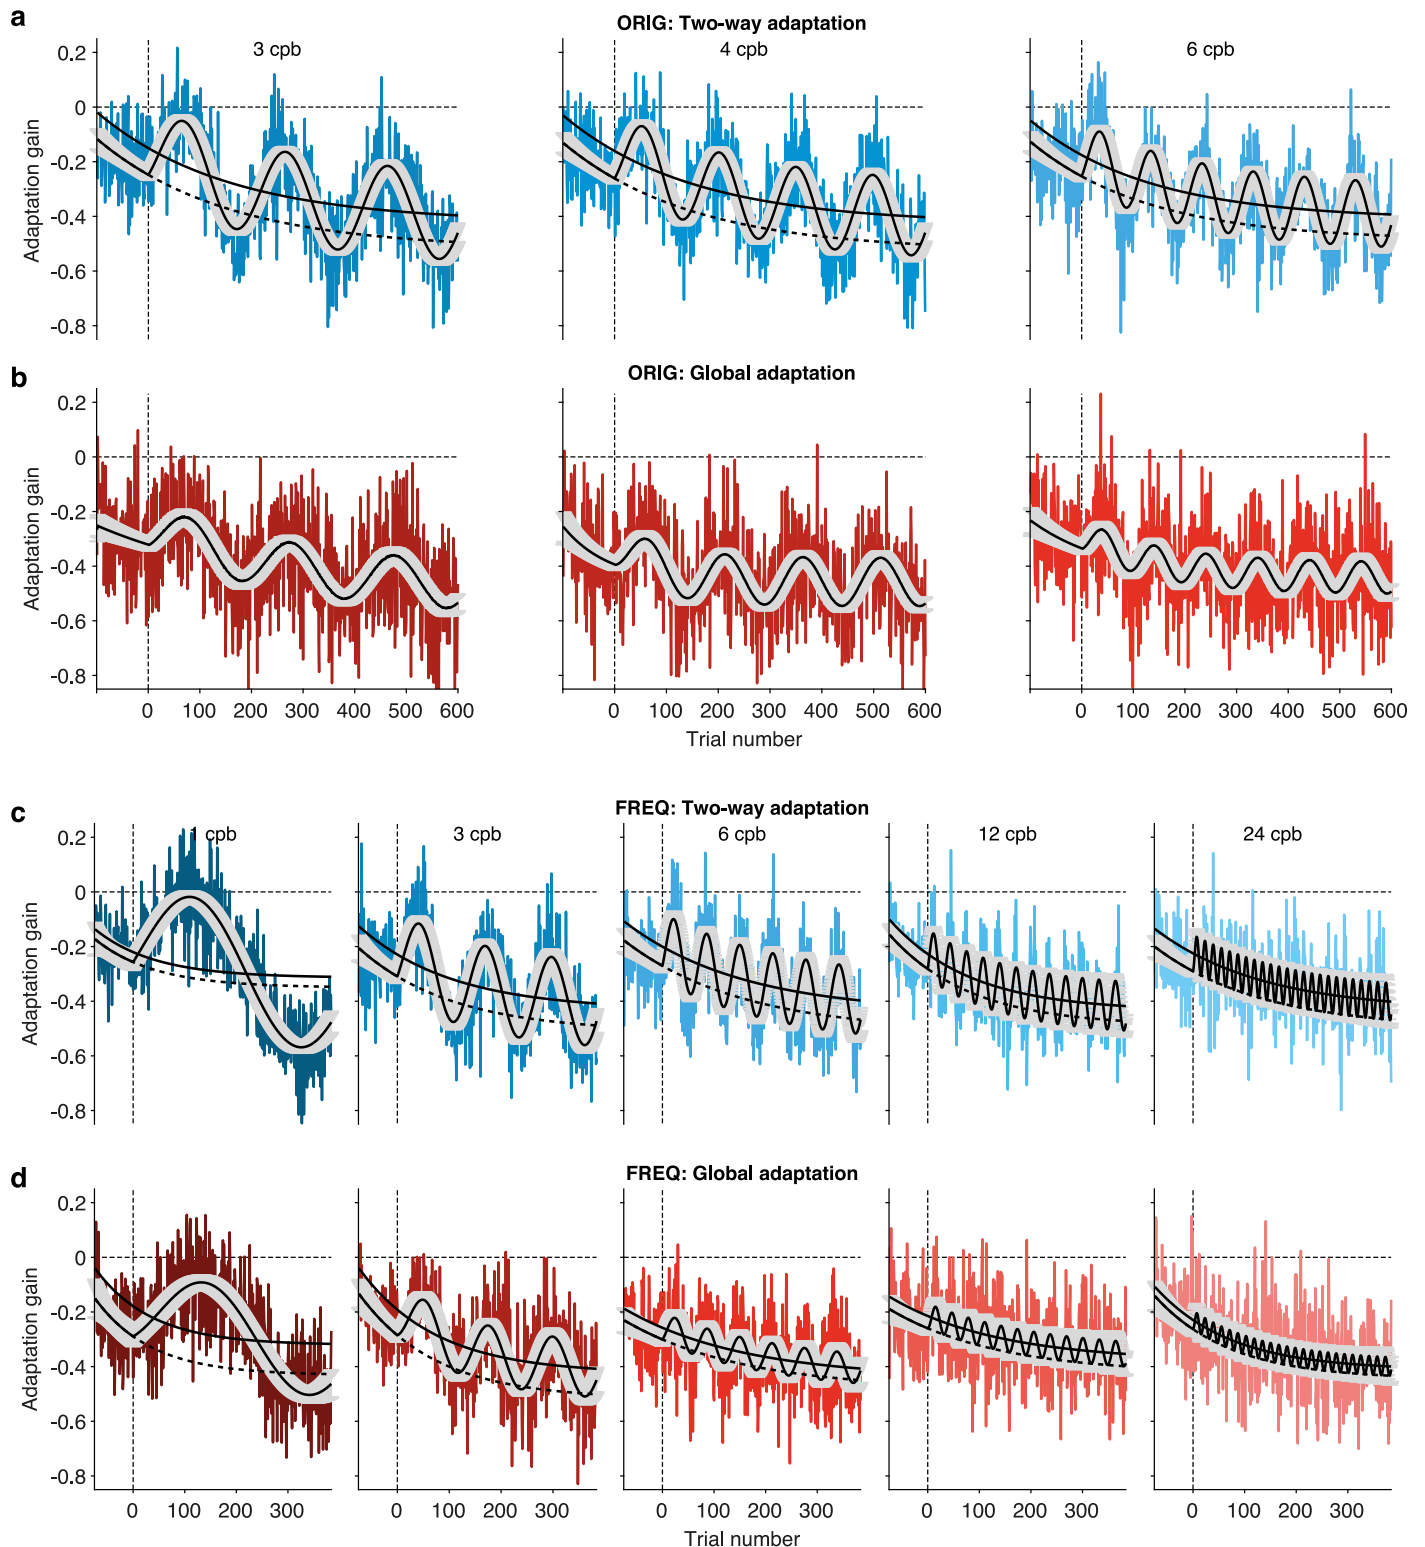 a
ORIG: Two-way adaptation
3 cpb
4 cpb
6 cpb
Adaptation gain
0.2
0
-0.2
-0.4
-0.6
-0.8
b
ORIG: Global adaptation
Adaptation gain
0.2
0
-0.2
-0.4
-0.6
-0.8
0 100 200 300 400 500 600
0 100 200 300 400 500 600
0 100 200 300 400 500 600
Trial number
c
FREQ: Two-way adaptation
1 cpb
3 cpb
6 cpb
12 cpb
24 cpb
Adaptation gain
0.2
0
-0.2
-0.4
-0.6
-0.8
d
FREQ: Global adaptation
Adaptation gain
0.2
0
-0.2
-0.4
-0.6
-0.8
0 100 200 300
0 100 200 300
0 100 200 300
0 100 200 300
0 100 200 300
Trial number